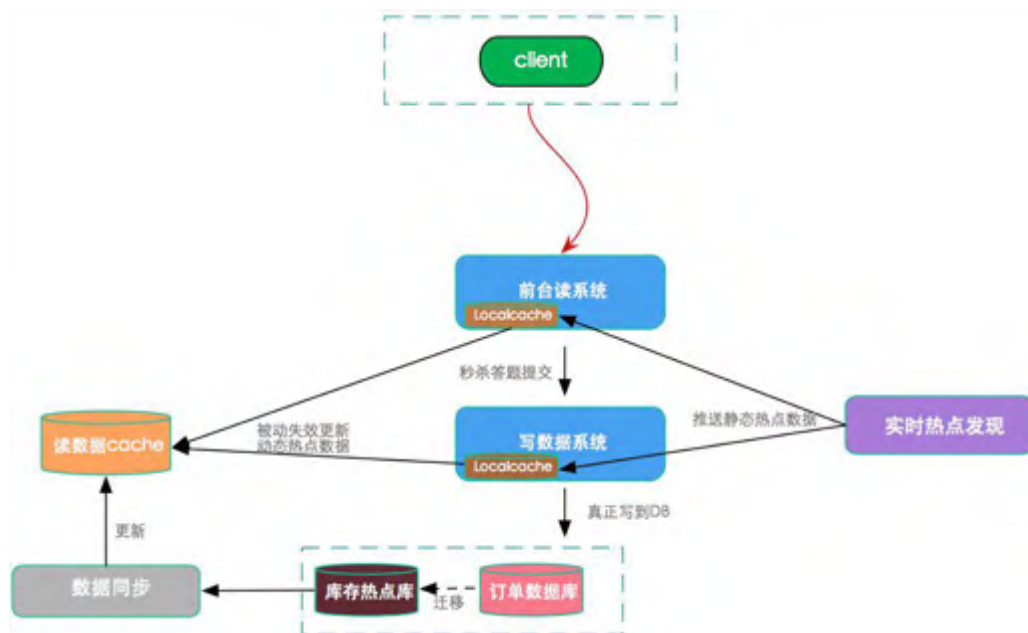 client
前台读系统
Localcache
秒杀答题提交
推送静态热点数据
实时热点发现
读数据cache
被动失效更新
动态热点数据
写数据系统
Localcache
真正写到DB
更新
数据同步
库存热点库
迁移
订单数据库